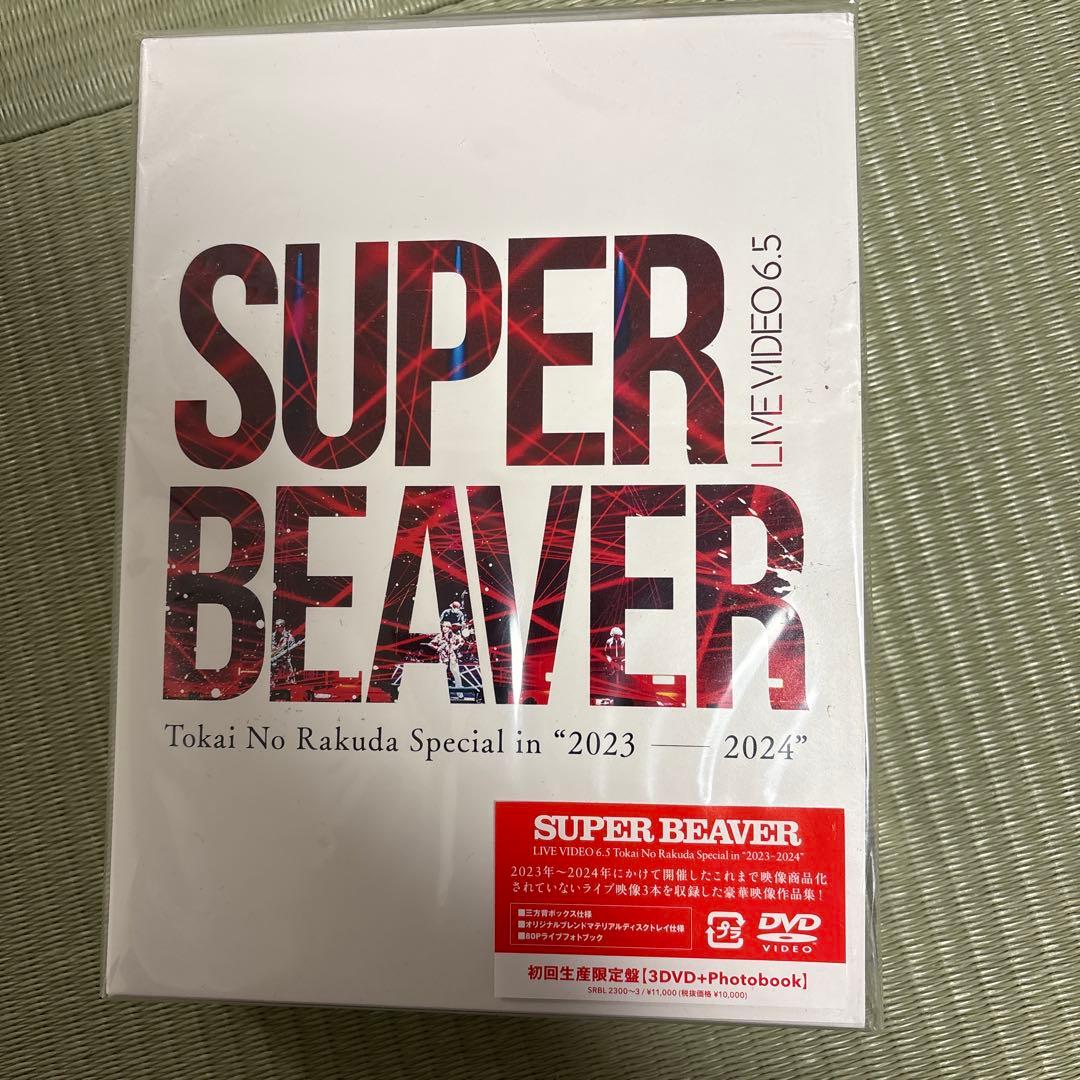 SUPER
LIVE VIDEO 6.5
BEAVER
Tokai No Rakuda Special in “2023 — 2024”
SUPER BEAVER
LIVE VIDEO 6.5 Tokai No Rakuda Special in “2023-2024”
2023年〜2024年にかけて開催したこれまで映像商品化
されていないライブ映像3本を収録した豪華映像作品集!
■三方背ボックス仕様
■オリジナルブレンドマテリアルディスクトレイ仕様
■80Pライブフォトブック
プラ
DVD
VIDEO
初回生産限定盤【3DVD+Photobook】
SRBL 2300〜3 / ¥11,000 (税抜価格 ¥10,000)